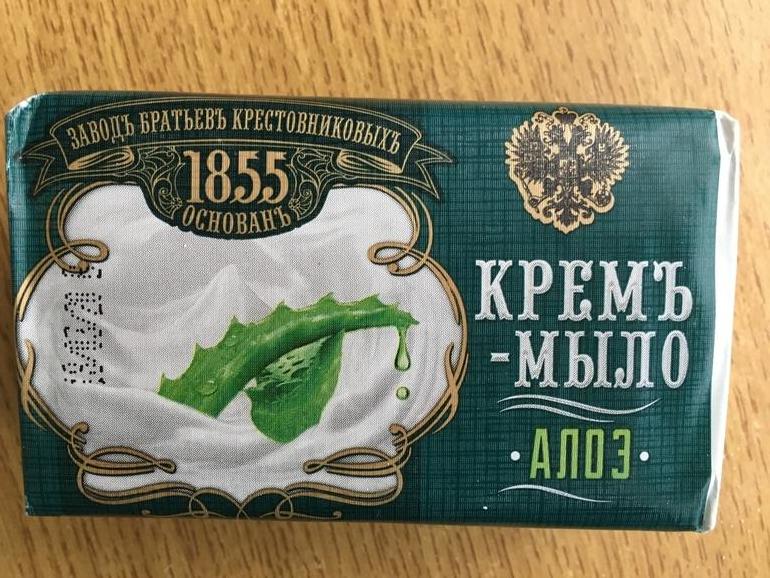 ЗАВОДЪ БРАТЬЕВЪ КРЕСТОВНИКОВЫХЪ
1855
ОСНОВАНЪ
КРЕМЪ
-МЫЛО
· АЛОЭ ·